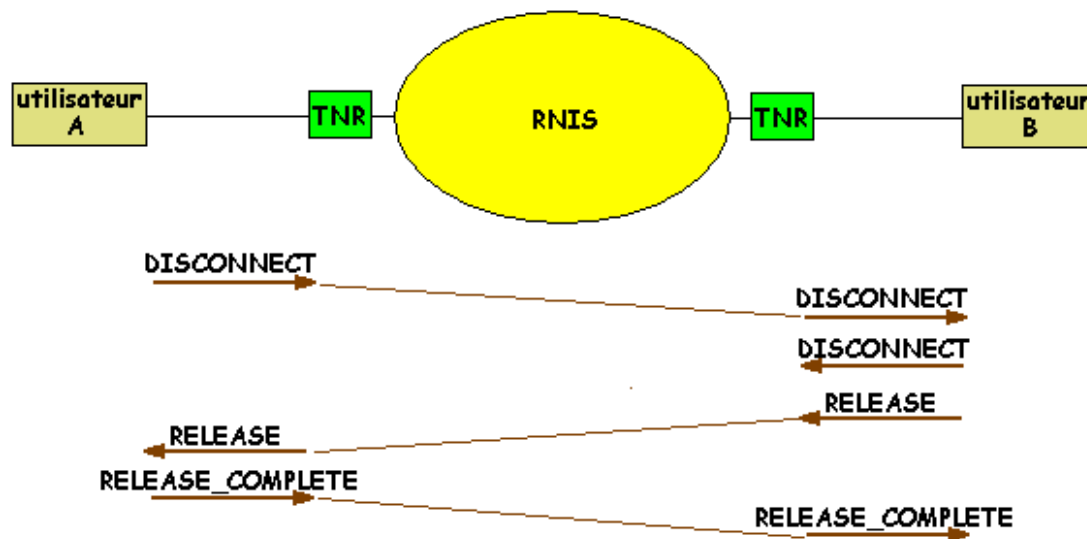 utilisateur
A
TNR
RNIS
TNR
utilisateur
B
DISCONNECT
DISCONNECT
DISCONNECT
RELEASE
RELEASE
RELEASE_COMPLETE
RELEASE_COMPLETE